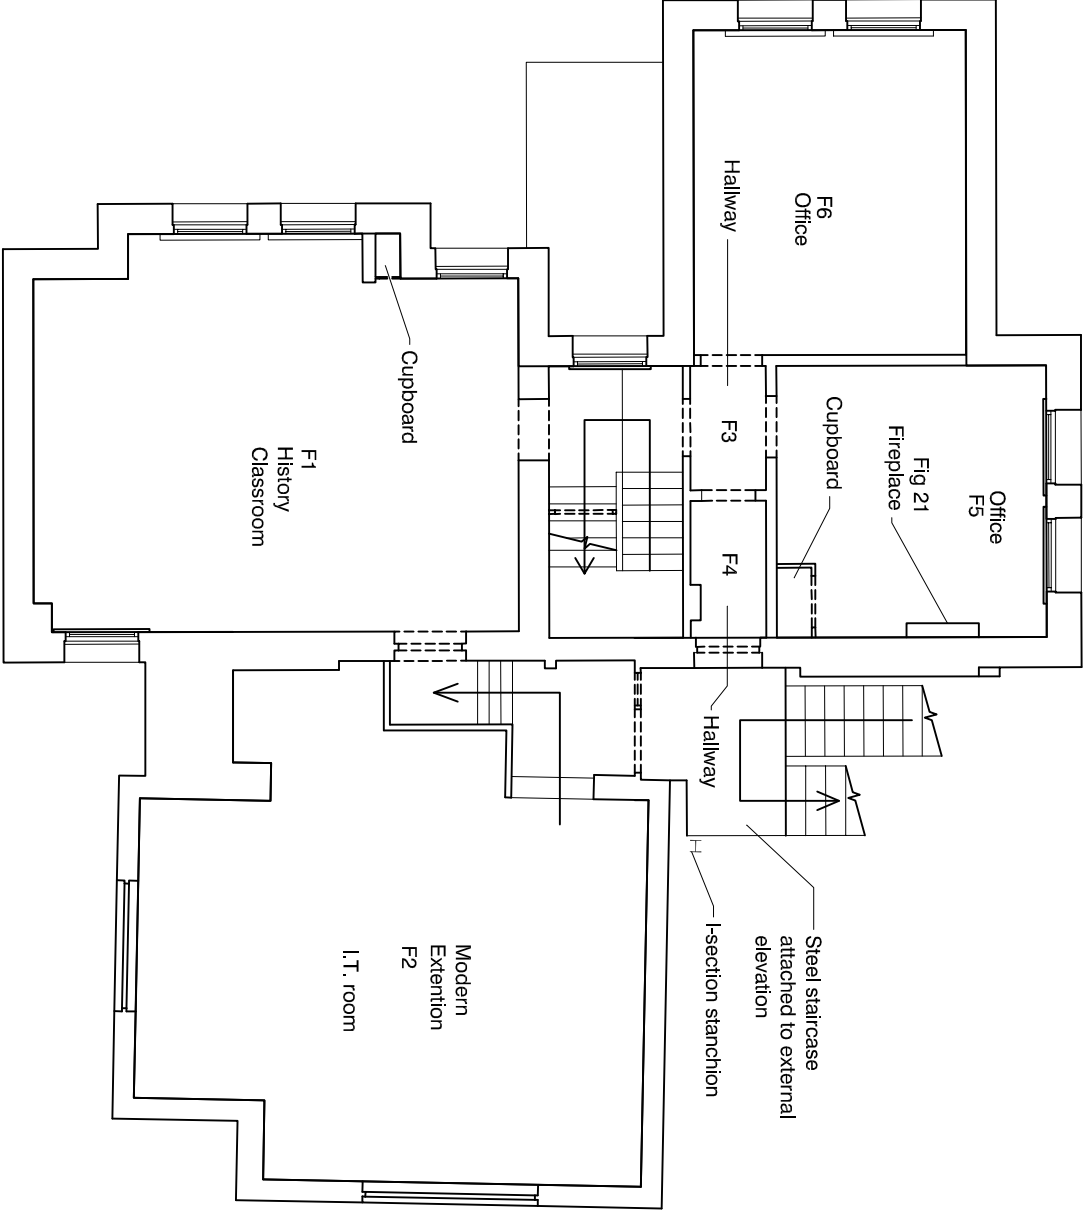 F6
Office
Hallway
Office
F5
Fig 21
Fireplace
Cupboard
F3
F4
Hallway
Cupboard
F1
History
Classroom
Steel staircase
attached to external
elevation
I-section stanchion
Modern
Extention
F2
I.T. room